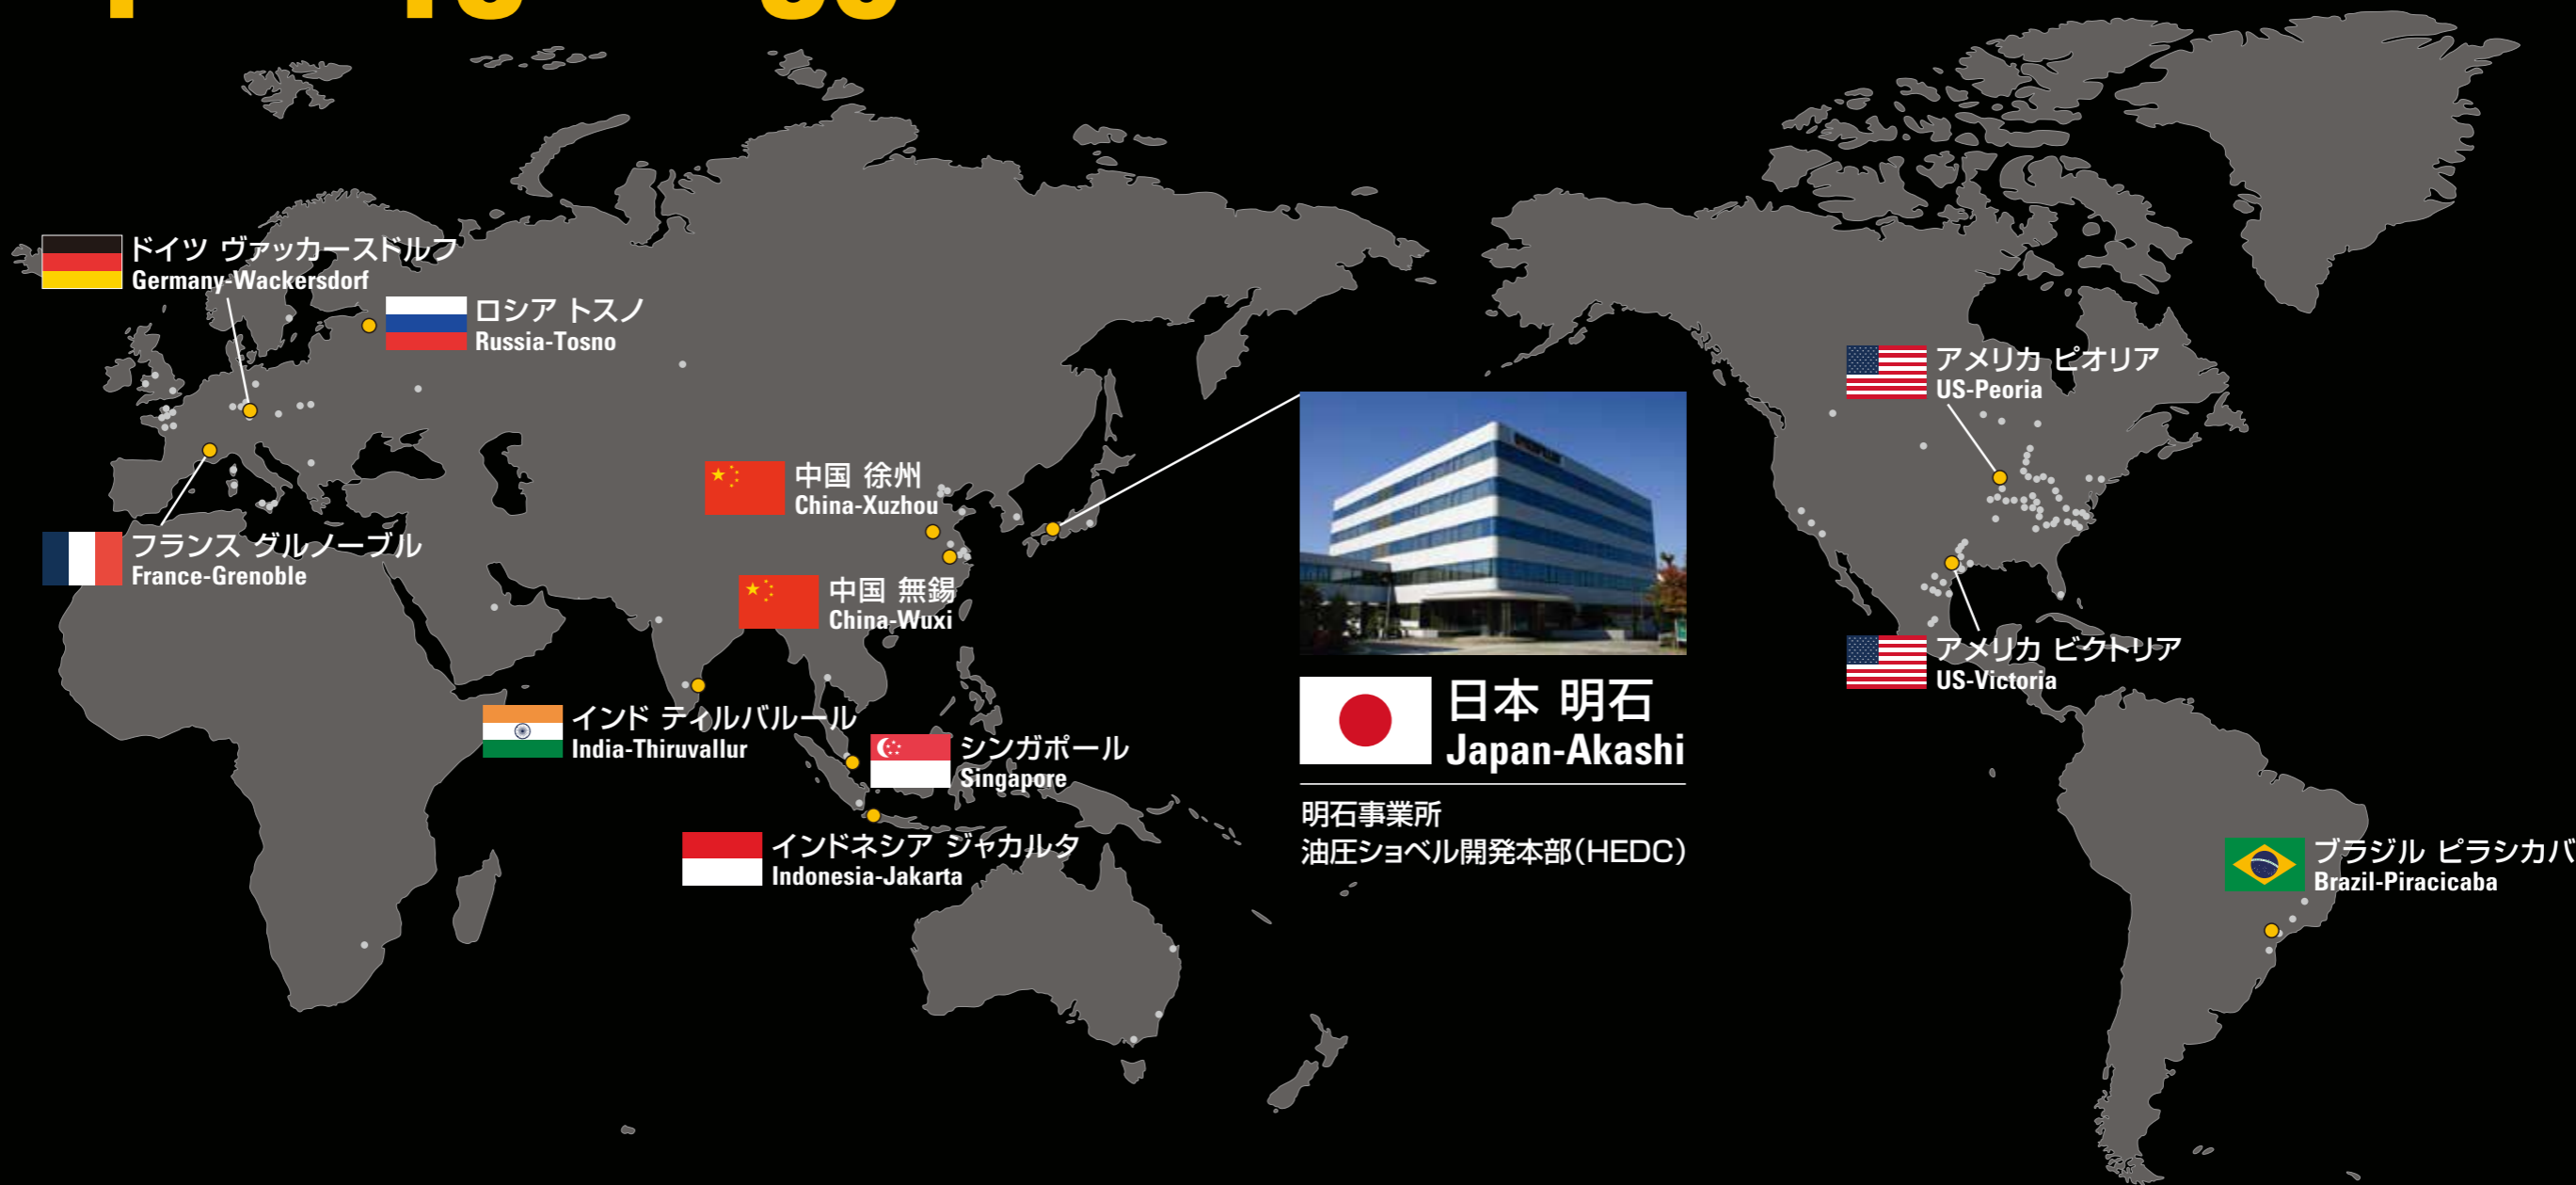 ドイツ ヴァッカースドルフ
Germany-Wackersdorf
ロシア トスノ
Russia-Tosno
フランス グルノーブル
France-Grenoble
中国 徐州
China-Xuzhou
中国 無錫
China-Wuxi
インド ティルバルール
India-Thiruvallur
シンガポール
Singapore
インドネシア ジャカルタ
Indonesia-Jakarta
日本 明石
Japan-Akashi
明石事業所
油圧ショベル開発本部(HEDC)
アメリカ ピオリア
US-Peoria
アメリカ ビクトリア
US-Victoria
ブラジル ピラシカバ
Brazil-Piracicaba